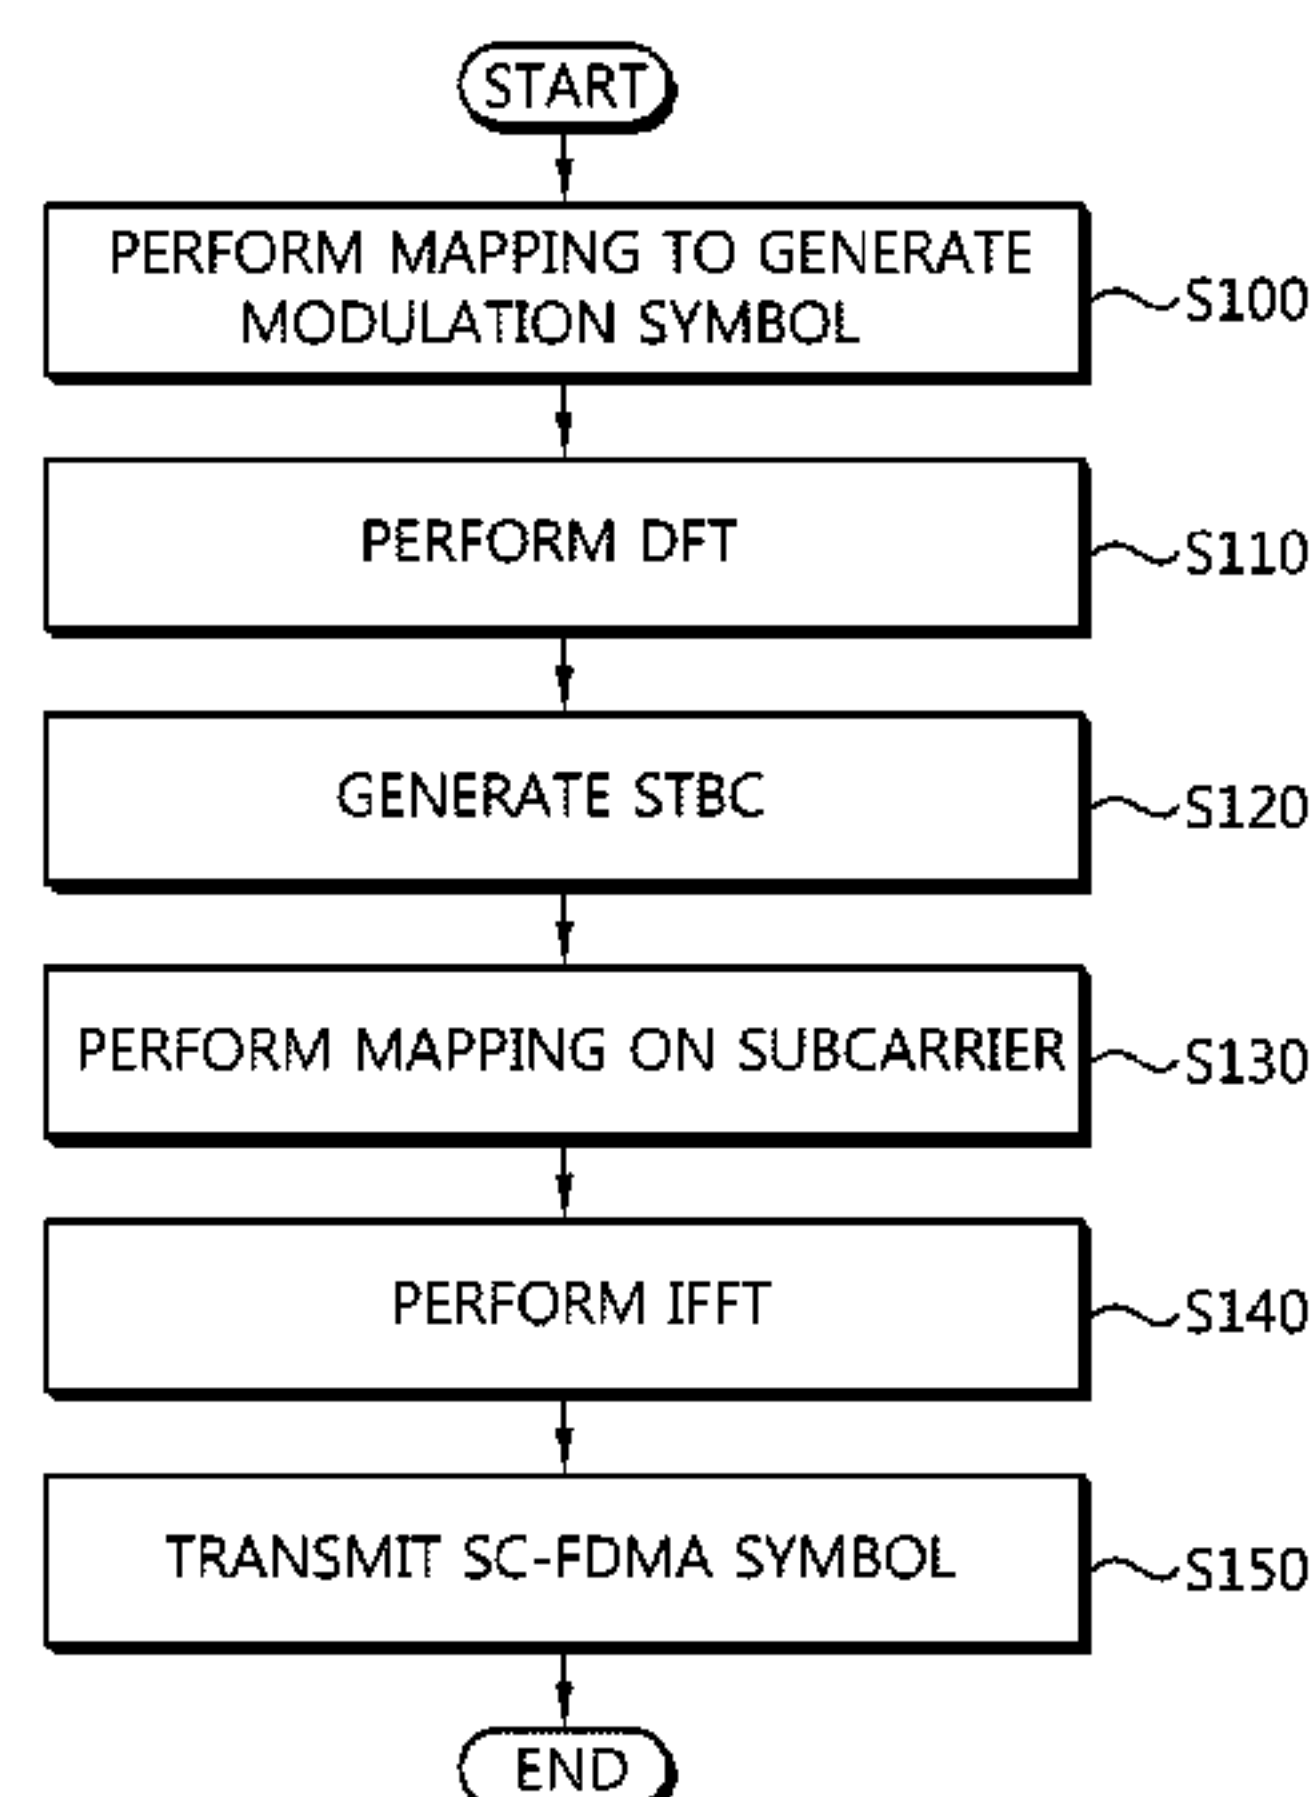 START
PERFORM MAPPING TO GENERATE
MODULATION SYMBOL
S100
PERFORM DFT
S110
GENERATE STBC
S120
PERFORM MAPPING ON SUBCARRIER
S130
PERFORM IFFT
S140
TRANSMIT SC-FDMA SYMBOL
S150
END